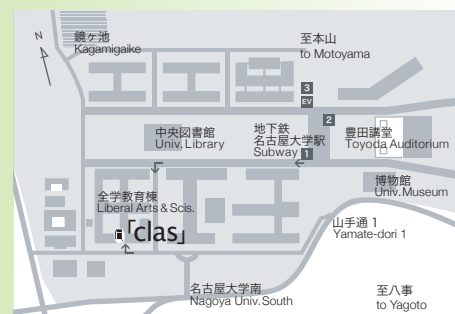 N
鏡ヶ池
Kagamigaike
至本山
to Motoyama
3
EV
2
中央図書館
Univ. Library
地下鉄
名古屋大学駅
Subway
1
豊田講堂
Toyoda Auditorium
博物館
Univ. Museum
全学教育棟
Liberal Arts & Scis.
「clas」
山手通 1
Yamate-dori 1
名古屋大学南
Nagoya Univ. South
至八事
to Yagoto